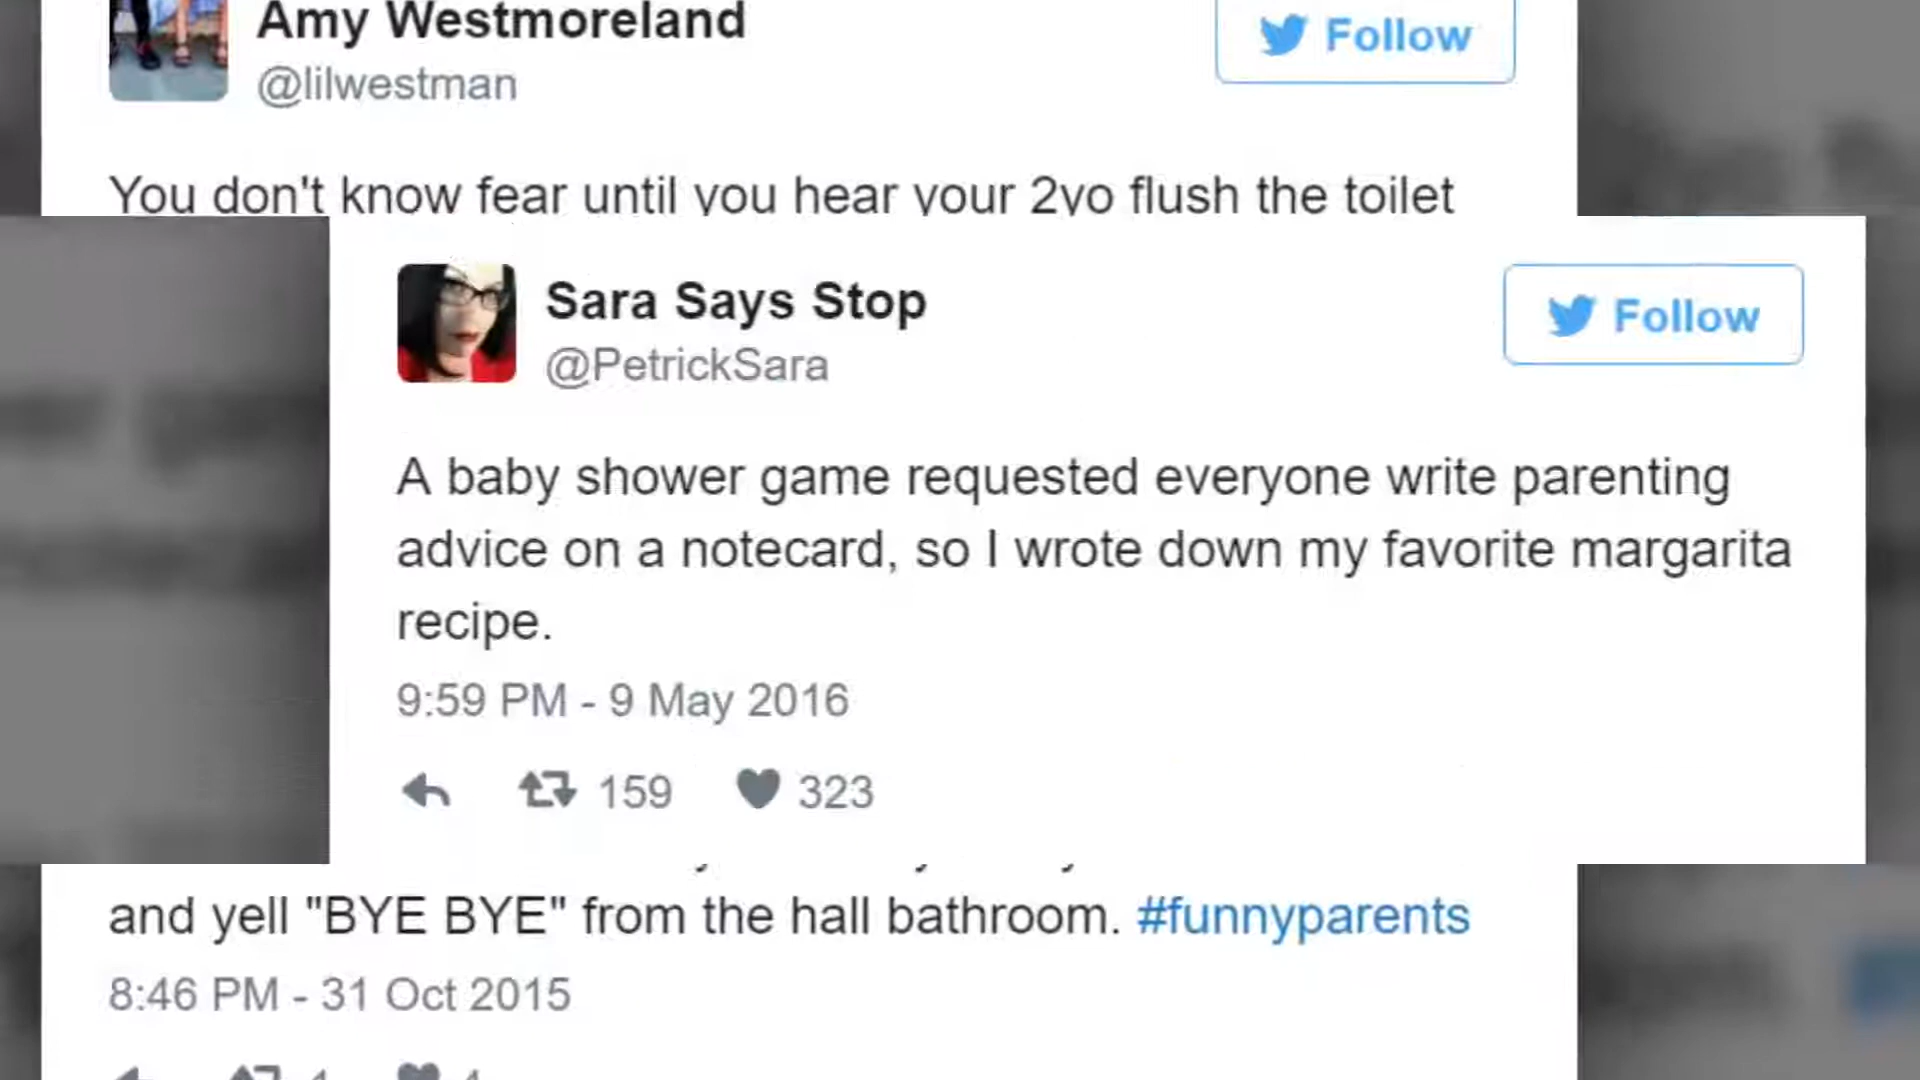 Amy Westmoreland
Follow
@lilwestman
You don't know fear until you hear your 2yo flush the toilet
Sara Says Stop
Follow
@PetrickSara
A baby shower game requested everyone write parenting
advice on a notecard, so I wrote down my favorite margarita
recipe.
9:59 PM - 9 May 2016
159 323
and yell "BYE BYE" from the hall bathroom. #funnyparents
8:46 PM - 31 Oct 2015